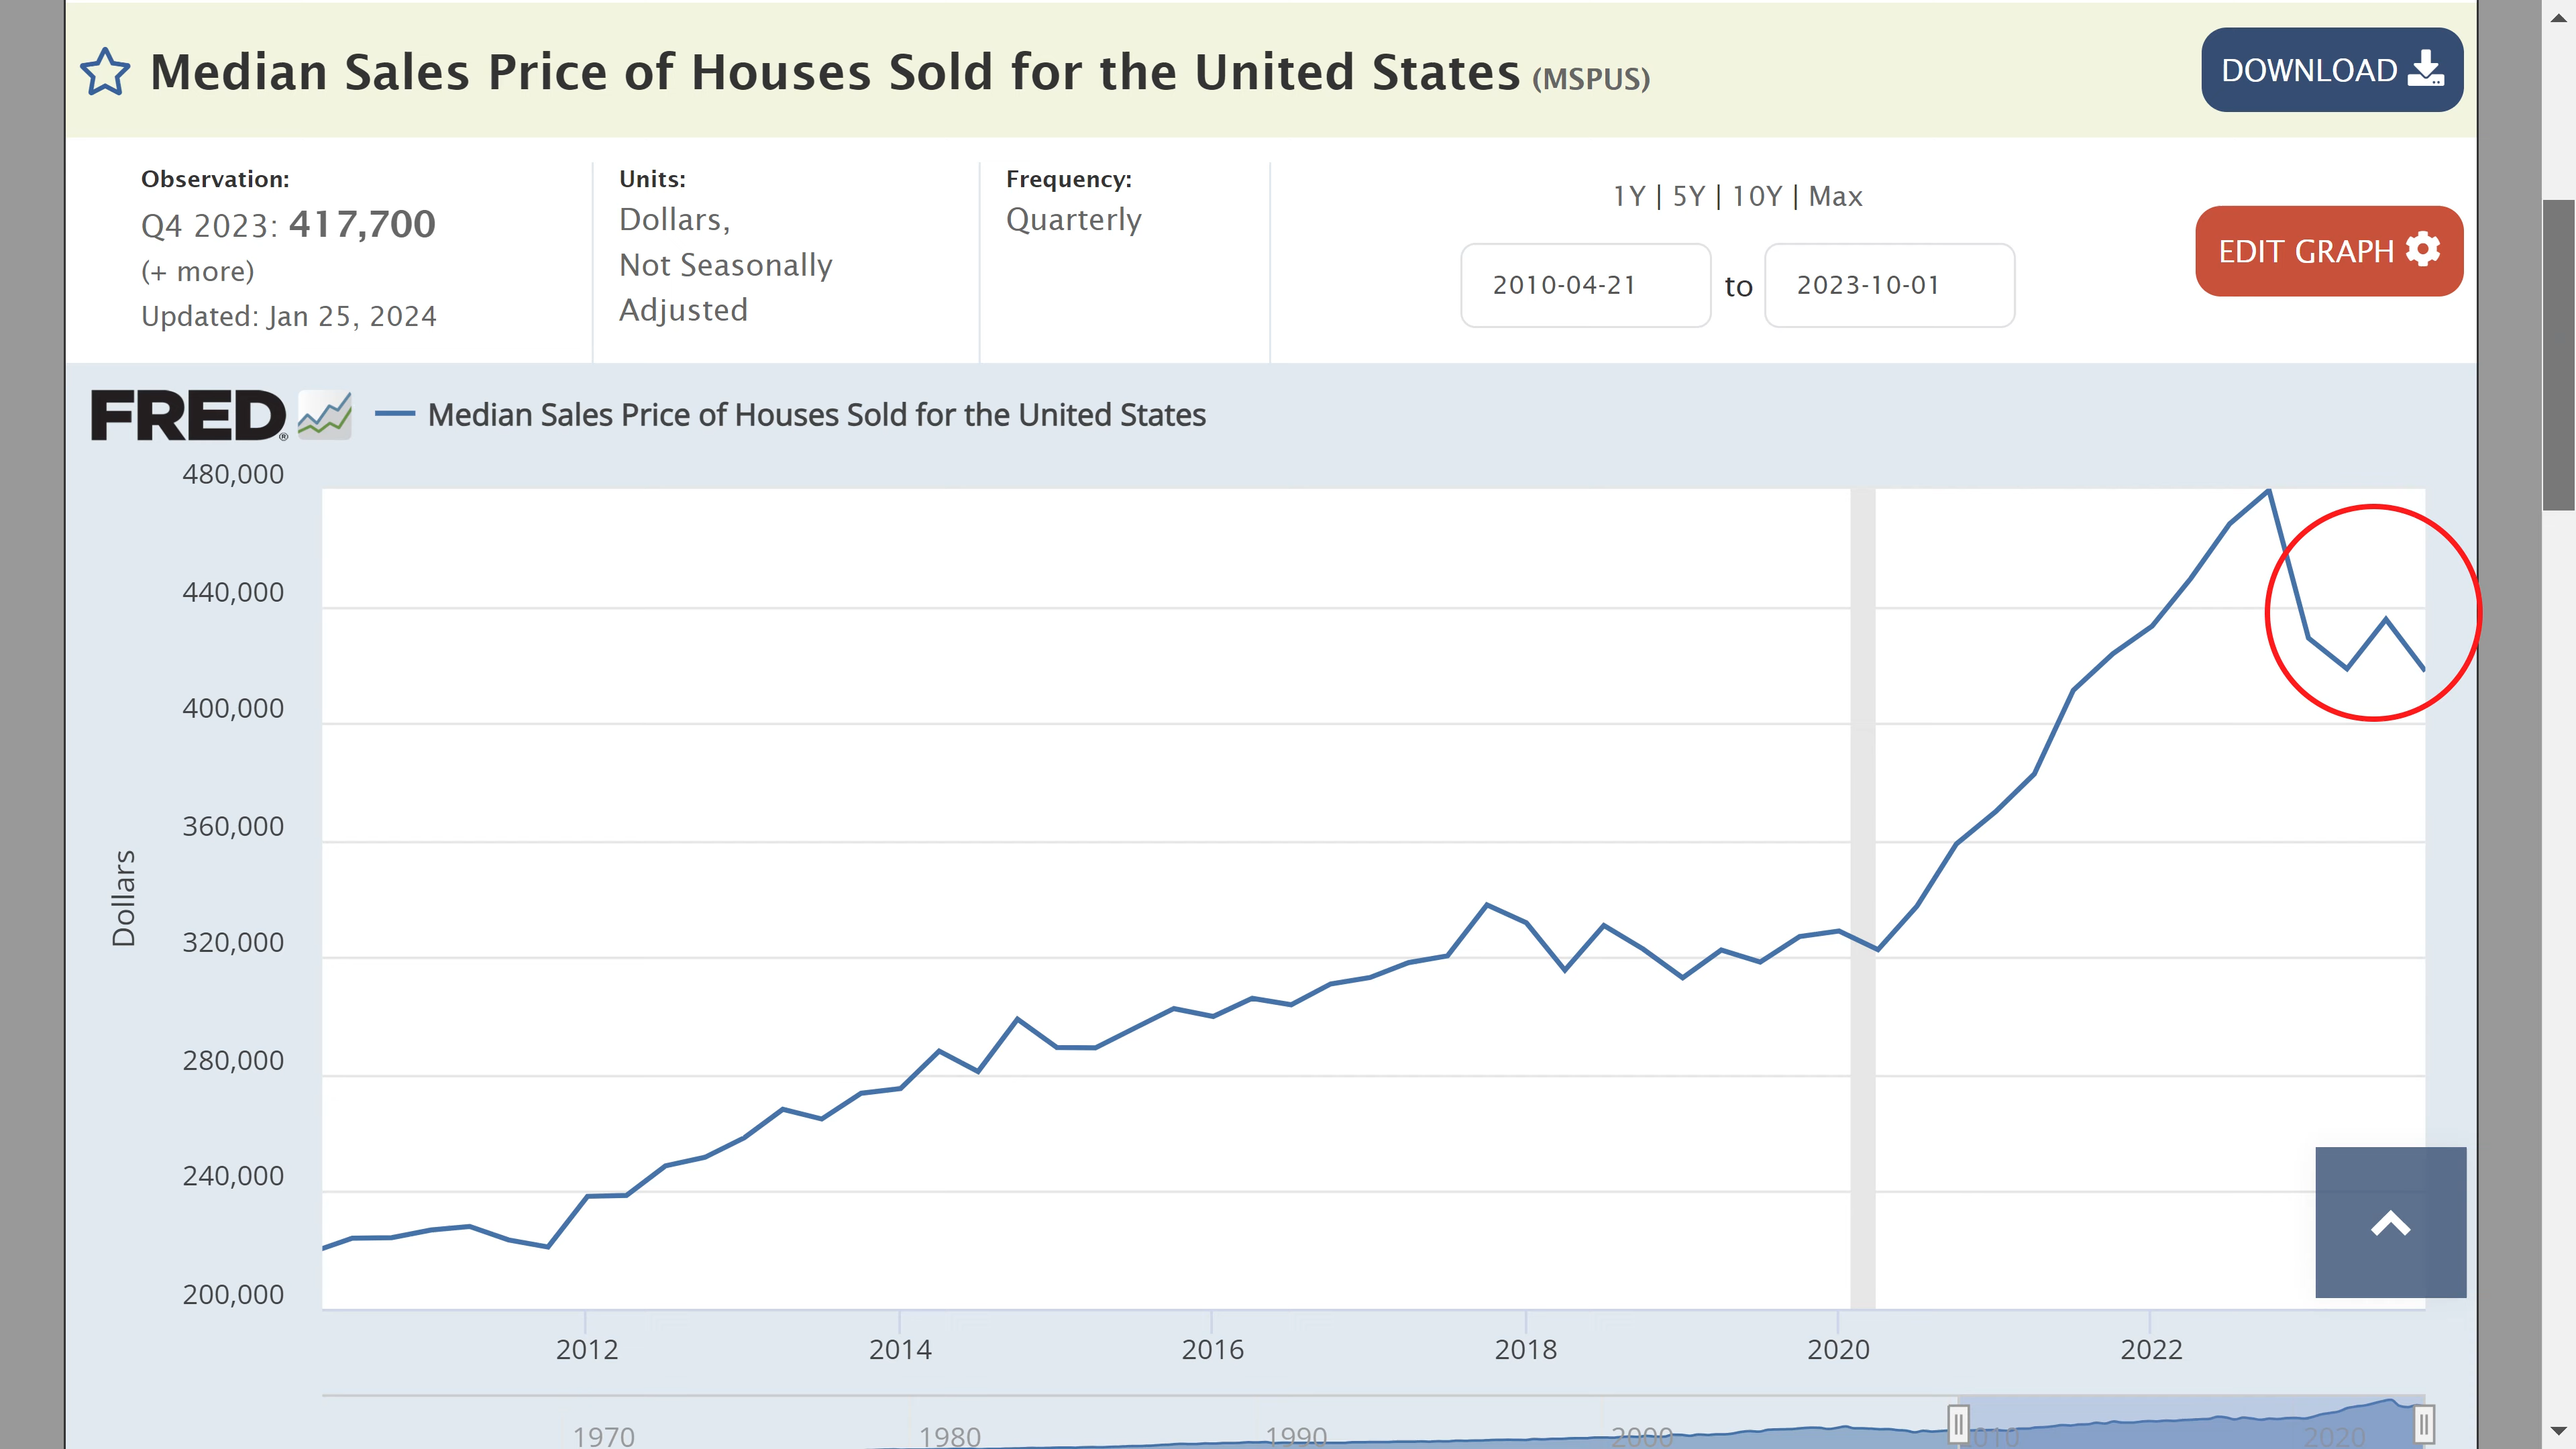 Median Sales Price of Houses Sold for the United States (MSPUS)
DOWNLOAD
Observation:
Q4 2023: 417,700
(+ more)
Updated: Jan 25, 2024
Units:
Dollars,
Not Seasonally
Adjusted
Frequency:
Quarterly
1Y | 5Y | 10Y | Max
2010-04-21 to 2023-10-01
EDIT GRAPH
FRED® Median Sales Price of Houses Sold for the United States
480,000
440,000
400,000
360,000
320,000
280,000
240,000
200,000
Dollars
2012 2014 2016 2018 2020 2022
1970 1980 1990 2000 2010 2020